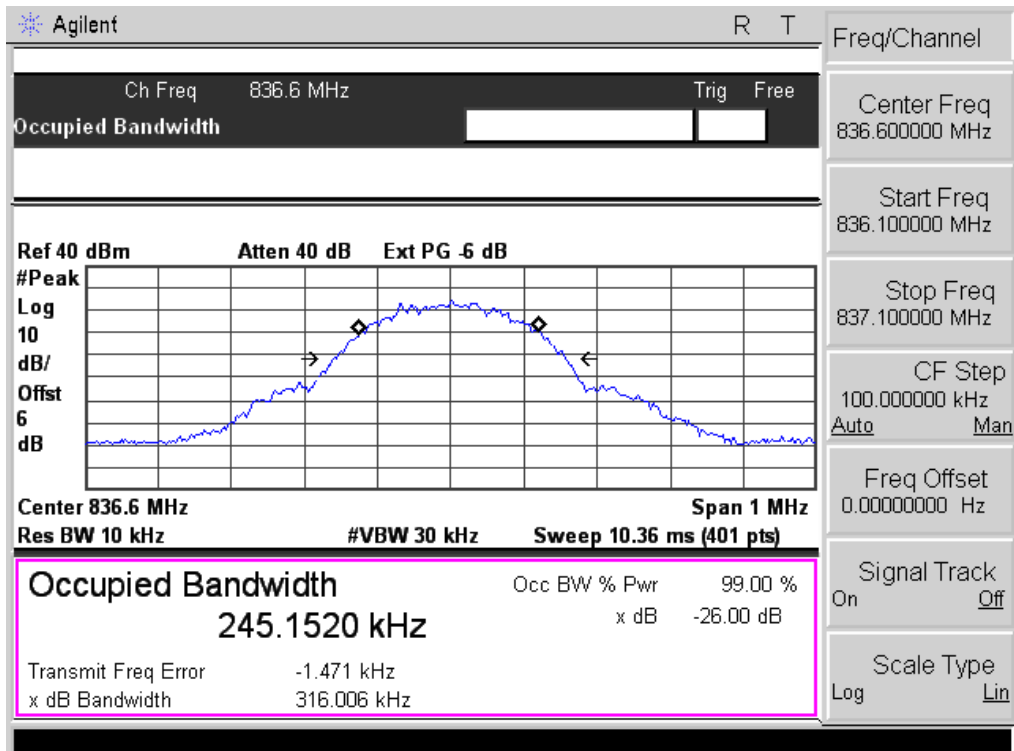 Agilent R T
Ch Freq 836.6 MHz Trig Free
Occupied Bandwidth
Ref 40 dBm Atten 40 dB Ext PG -6 dB
#Peak
Log
10
dB/
Offst
6
dB
Center 836.6 MHz Span 1 MHz
Res BW 10 kHz #VBW 30 kHz Sweep 10.36 ms (401 pts)
Occupied Bandwidth Occ BW % Pwr 99.00 %
245.1520 kHz x dB -26.00 dB
Transmit Freq Error -1.471 kHz
x dB Bandwidth 316.006 kHz
Freq/Channel
Center Freq
836.600000 MHz
Start Freq
836.100000 MHz
Stop Freq
837.100000 MHz
CF Step
100.000000 kHz
Auto Man
Freq Offset
0.00000000 Hz
Signal Track
On Off
Scale Type
Log Lin